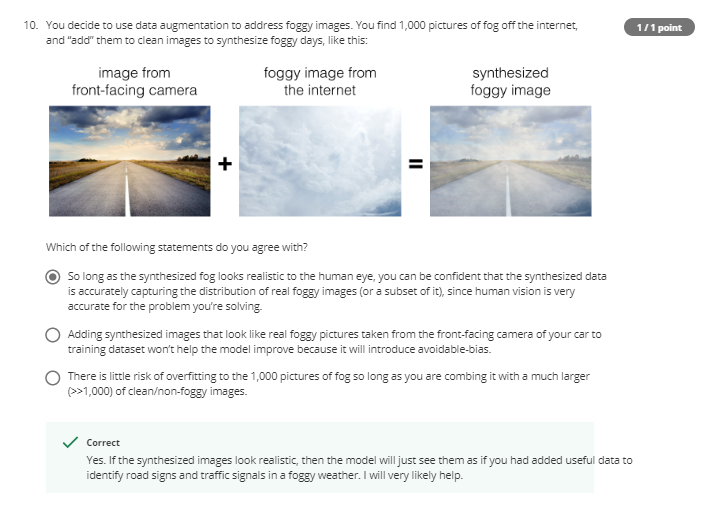 10. You decide to use data augmentation to address foggy images. You find 1,000 pictures of fog off the internet,
1 / 1 point
and "add" them to clean images to synthesize foggy days, like this:
image from
front-facing camera
foggy image from
the internet
synthesized
foggy image
+
=
Which of the following statements do you agree with?
So long as the synthesized fog looks realistic to the human eye, you can be confident that the synthesized data
is accurately capturing the distribution of real foggy images (or a subset of it), since human vision is very
accurate for the problem you're solving.
Adding synthesized images that look like real foggy pictures taken from the front-facing camera of your car to
training dataset won't help the model improve because it will introduce avoidable-bias.
There is little risk of overfitting to the 1,000 pictures of fog so long as you are combing it with a much larger
(>>1,000) of clean/non-foggy images.
Correct
Yes. If the synthesized images look realistic, then the model will just see them as if you had added useful data to
identify road signs and traffic signals in a foggy weather. I will very likely help.